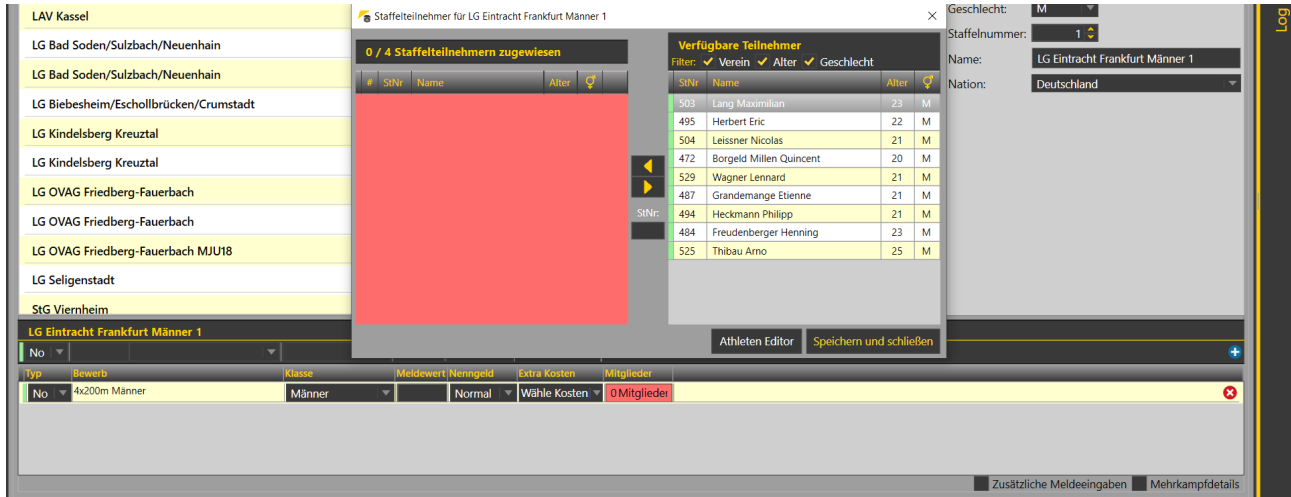 LAV Kassel
LG Bad Soden/Sulzbach/Neuenhain
LG Bad Soden/Sulzbach/Neuenhain
LG Biebesheim/Eschollbrücken/Crumstadt
LG Kindelsberg Kreuztal
LG Kindelsberg Kreuztal
LG OVAG Friedberg-Fauerbach
LG OVAG Friedberg-Fauerbach
LG OVAG Friedberg-Fauerbach MJU18
LG Seligenstadt
StG Viernheim
Staffelteilnehmer für LG Eintracht Frankfurt Männer 1
0 / 4 Staffelteilnehmern zugewiesen
# StNr Name Alter
StNr:
Verfügbare Teilnehmer
Filter: Verein Alter Geschlecht
StNr Name Alter
503 Lang Maximilian 23 M
495 Herbert Eric 22 M
504 Leissner Nicolas 21 M
472 Borgeld Millen Quincent 20 M
529 Wagner Lennard 21 M
487 Grandemange Etienne 21 M
494 Heckmann Philipp 21 M
484 Freudenberger Henning 23 M
525 Thibau Arno 25 M
Athleten Editor Speichern und schließen
Geschlecht: M
Staffelnummer: 1
Name: LG Eintracht Frankfurt Männer 1
Nation: Deutschland
Log
LG Eintracht Frankfurt Männer 1
No
Typ Bewerb Klasse Meldewert Nenngeld Extra Kosten Mitglieder
No 4x200m Männer Männer Normal Wähle Kosten 0 Mitglieder
Zusätzliche Meldeeingaben Mehrkampfdetails